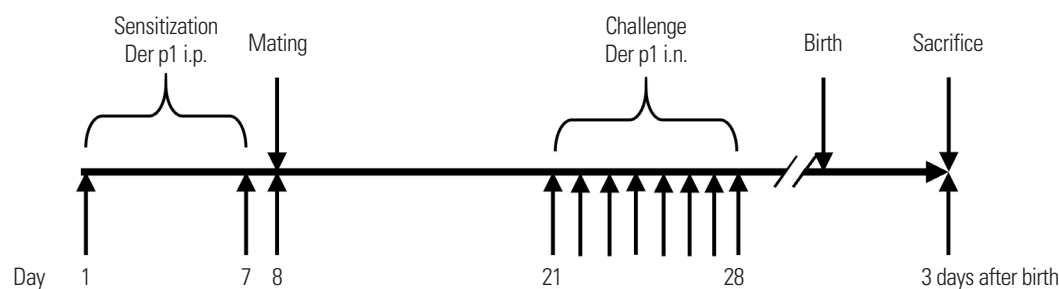 Sensitization
Der p1 i.p.
Mating
Challenge
Der p1 i.n.
Birth
Sacrifice
Day 1 7 8 21 28 3 days after birth